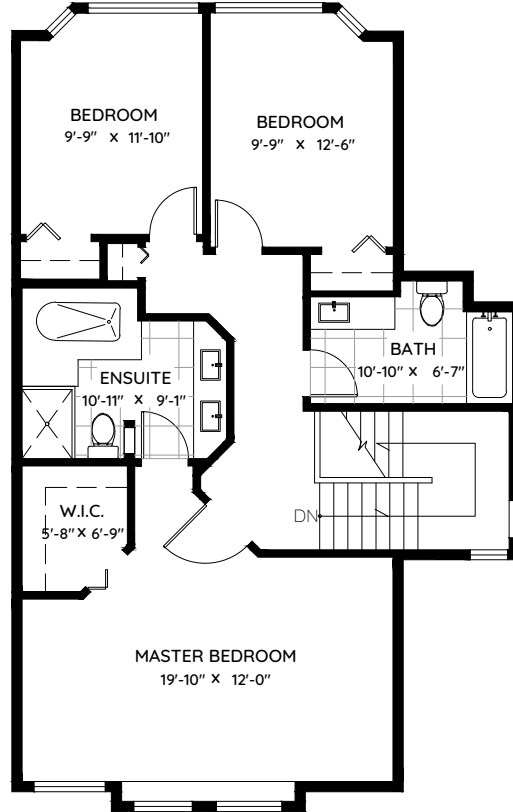 BEDROOM
9'-9" x 11'-10"
BEDROOM
9'-9" x 12'-6"
BATH
10'-10" x 6'-7"
ENSUITE
10'-11" x 9'-1"
W.I.C.
5'-8" x 6'-9"
DN
MASTER BEDROOM
19'-10" x 12'-0"